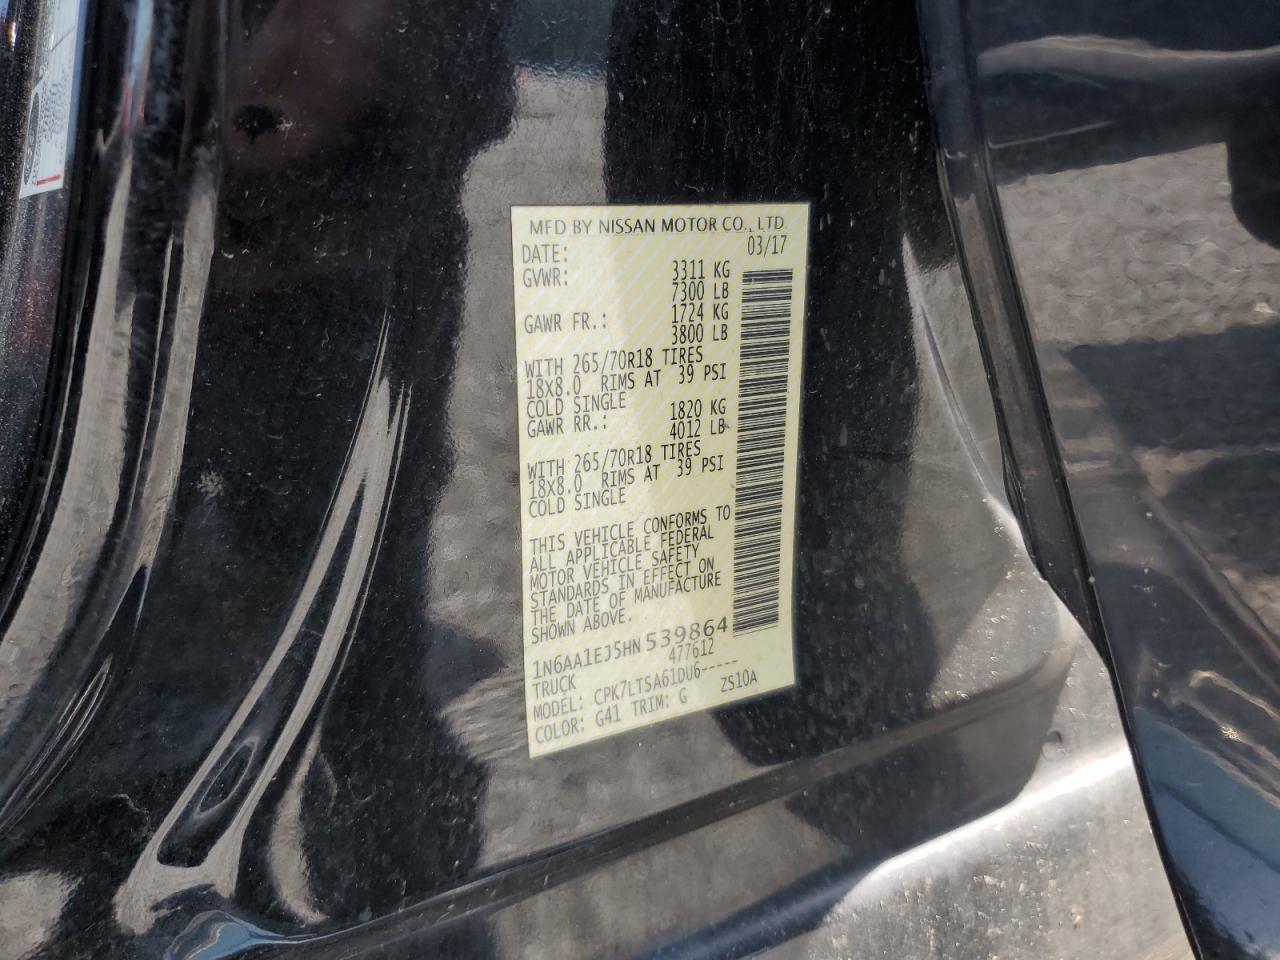 MFD BY NISSAN MOTOR CO., LTD.
DATE: 03/17
GVWR: 3311 KG
7300 LB
GAWR FR.: 1724 KG
3800 LB
WITH 265/70R18 TIRES
18X8.0 RIMS AT 39 PSI
COLD SINGLE
GAWR RR.: 1820 KG
4012 LB
WITH 265/70R18 TIRES
18X8.0 RIMS AT 39 PSI
COLD SINGLE
THIS VEHICLE CONFORMS TO
ALL APPLICABLE FEDERAL
MOTOR VEHICLE SAFETY
STANDARDS IN EFFECT ON
THE DATE OF MANUFACTURE
SHOWN ABOVE.
1N6AA1EJ5HN539864
TRUCK 477612
MODEL: CPK7LTSA61DU6-----
COLOR: G41 TRIM: G ZS10A